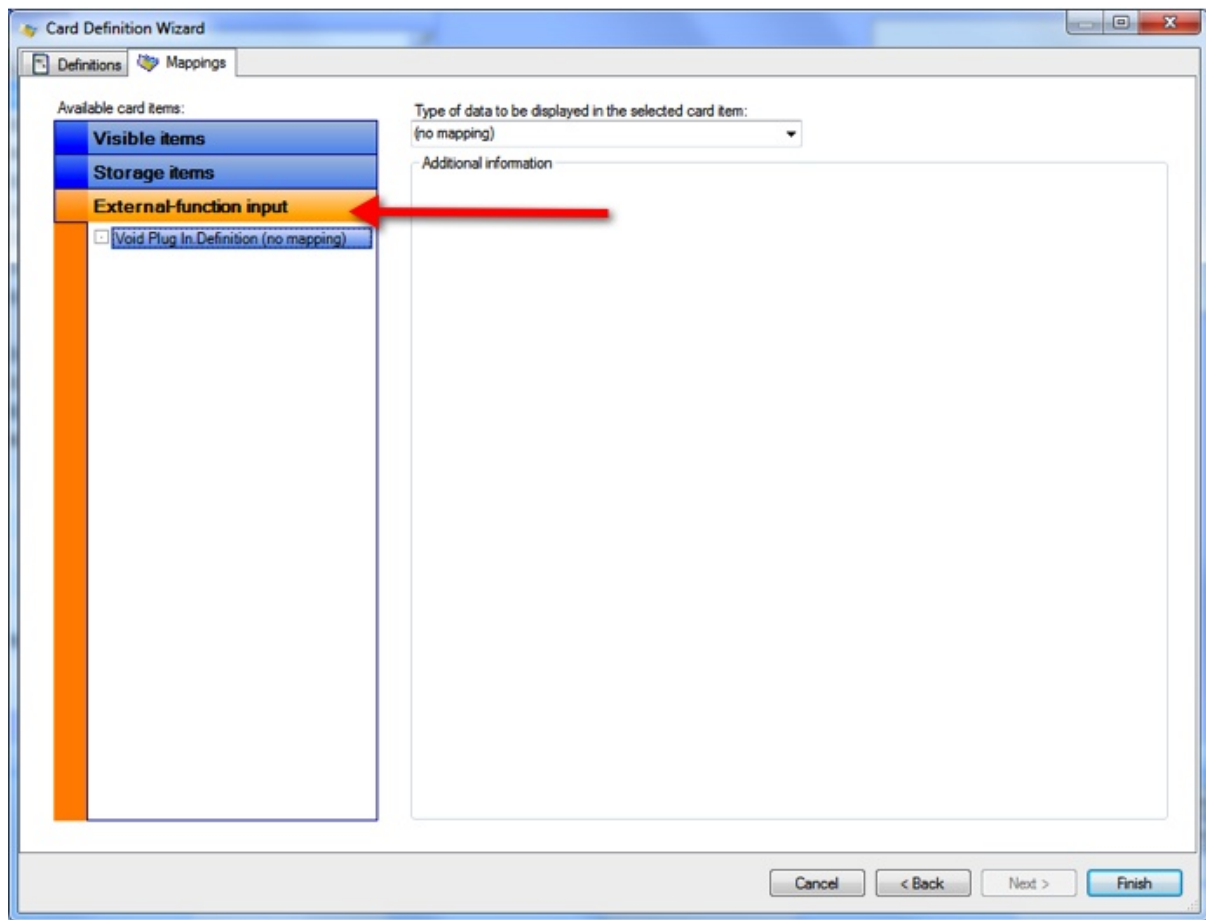 Card Definition Wizard
Definitions
Mappings
Available card items:
Visible items
Storage items
External-function input
Void Plug In.Definition (no mapping)
Type of data to be displayed in the selected card item:
(no mapping)
Additional information
Cancel
< Back
Next >
Finish